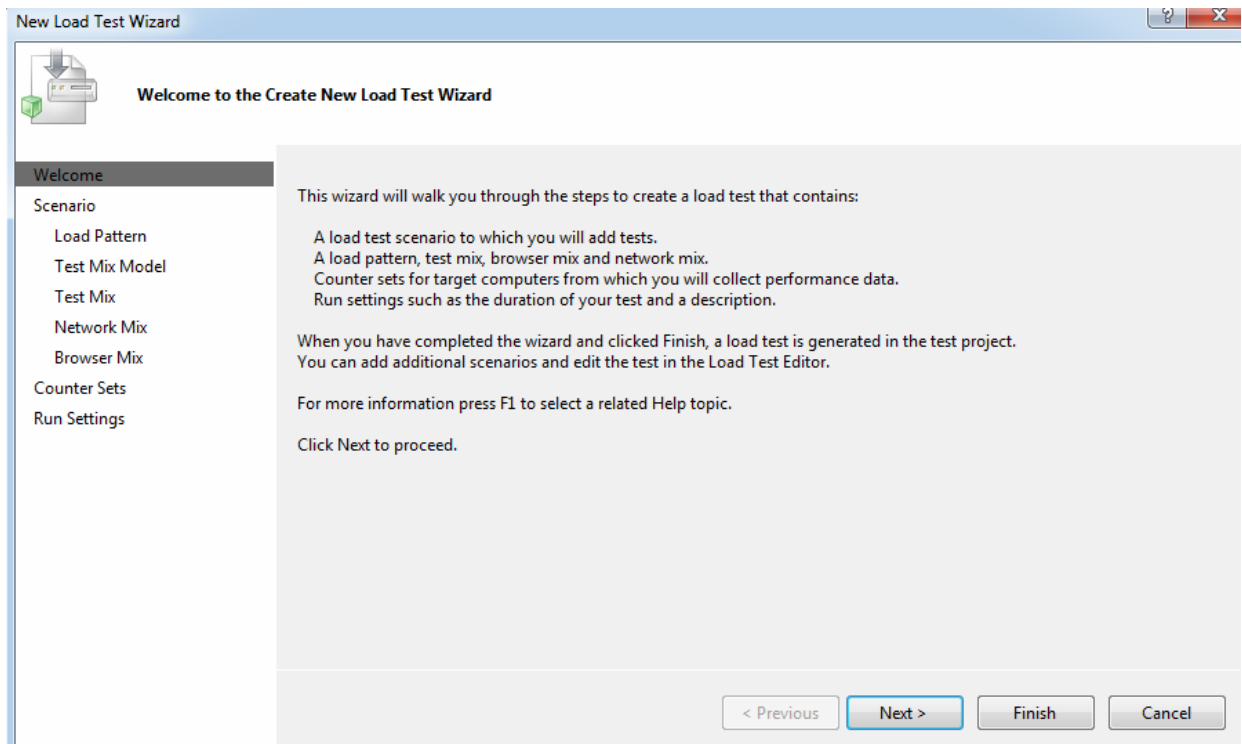 New Load Test Wizard
?
X
Welcome to the Create New Load Test Wizard
Welcome
Scenario
Load Pattern
Test Mix Model
Test Mix
Network Mix
Browser Mix
Counter Sets
Run Settings
This wizard will walk you through the steps to create a load test that contains:
A load test scenario to which you will add tests.
A load pattern, test mix, browser mix and network mix.
Counter sets for target computers from which you will collect performance data.
Run settings such as the duration of your test and a description.
When you have completed the wizard and clicked Finish, a load test is generated in the test project.
You can add additional scenarios and edit the test in the Load Test Editor.
For more information press F1 to select a related Help topic.
Click Next to proceed.
< Previous Next > Finish Cancel